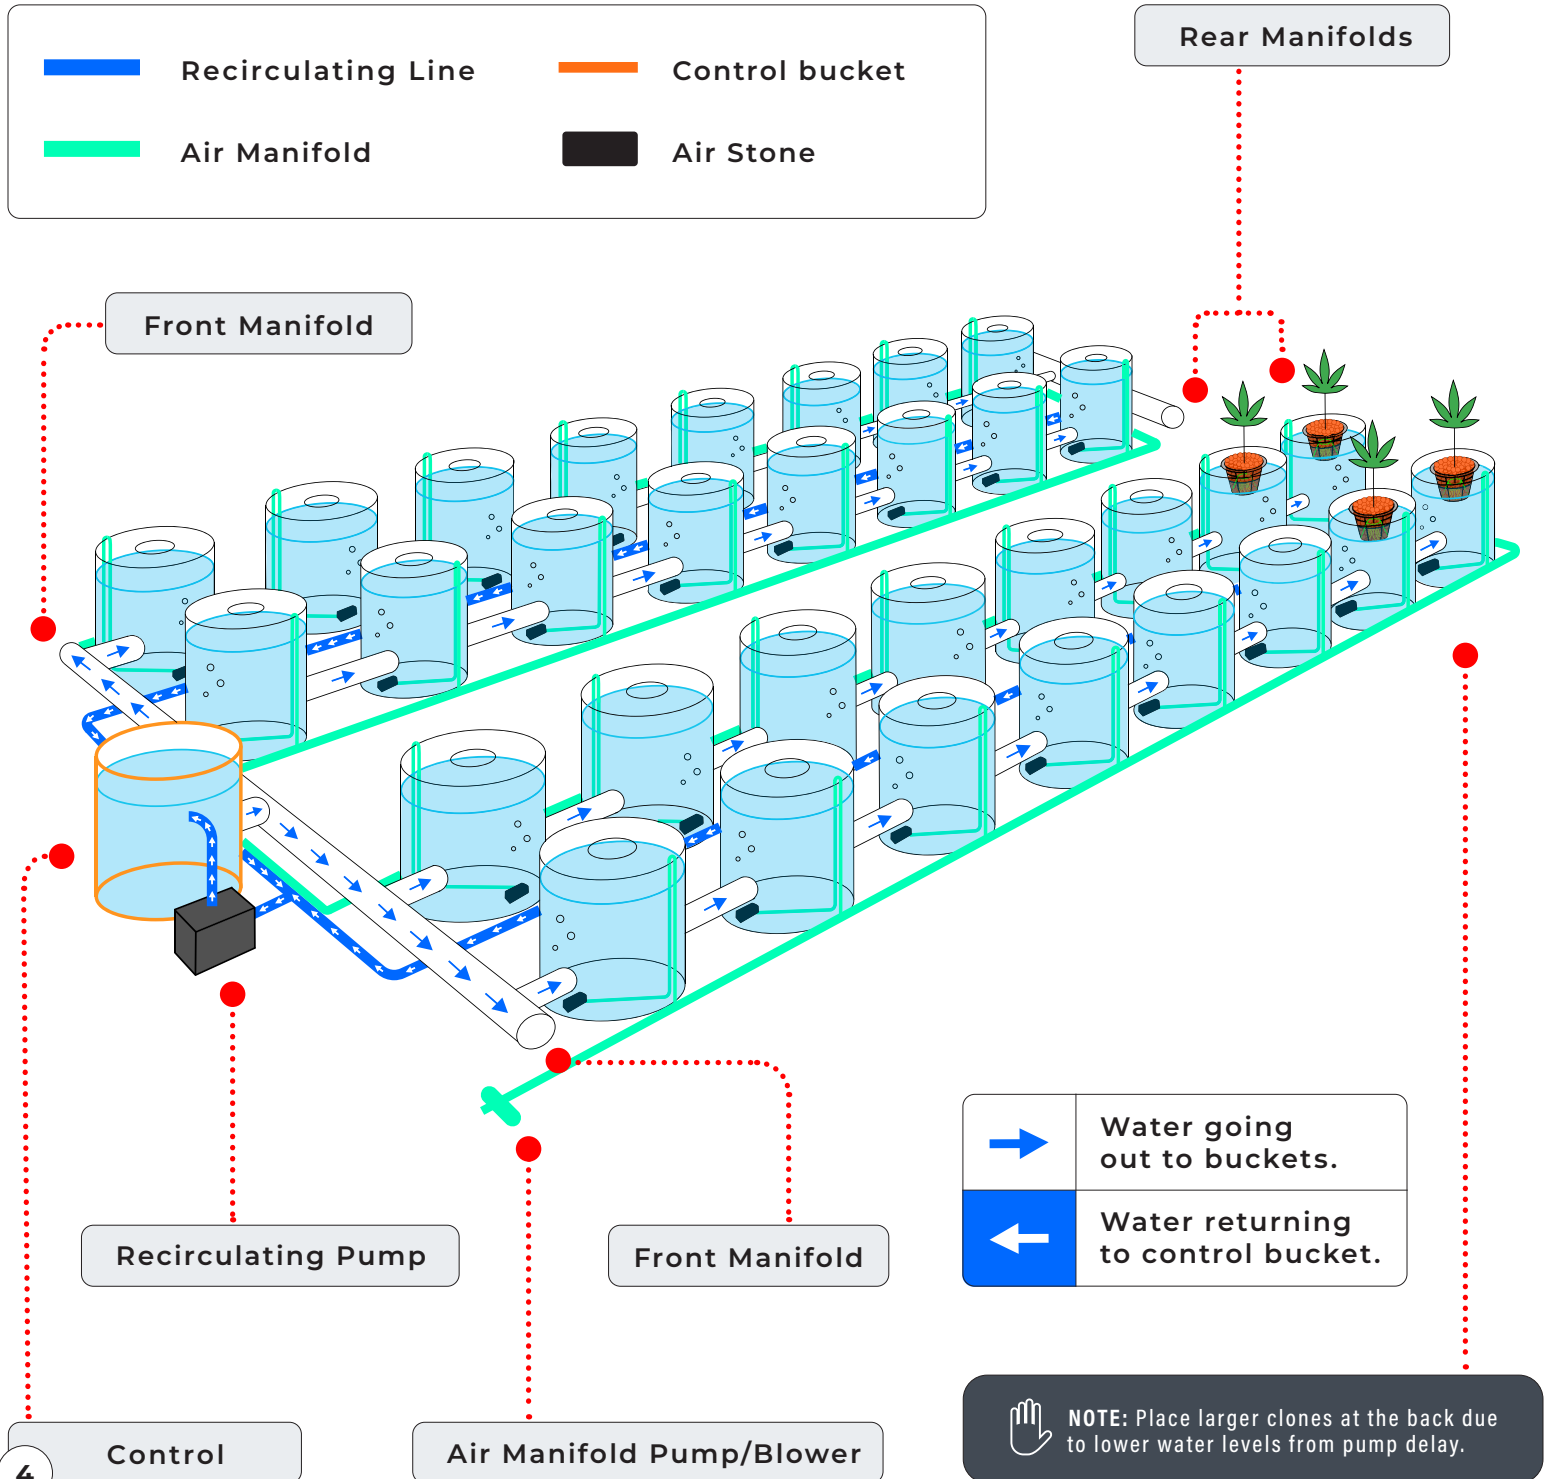 Rear Manifolds
Recirculating Line
Control bucket
Air Manifold
Air Stone
Front Manifold
Water going
out to buckets.
Water returning
to control bucket.
Recirculating Pump
Front Manifold
NOTE: Place larger clones at the back due
to lower water levels from pump delay.
Control
Air Manifold Pump/Blower
4